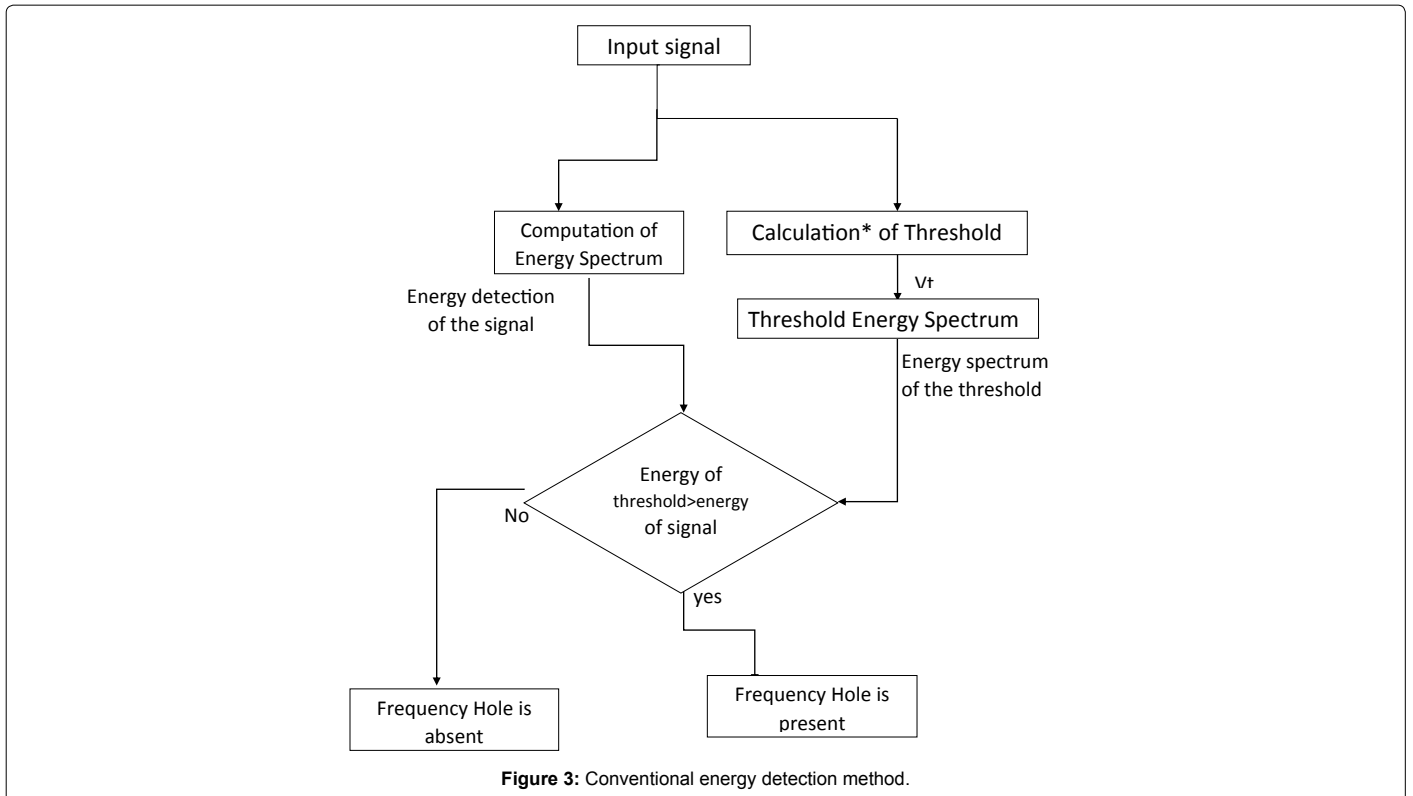 Input signal
Computation of
Energy Spectrum
Calculation* of Threshold
Vt
Threshold Energy Spectrum
Energy detection
of the signal
Energy spectrum
of the threshold
Energy of
threshold>energy
of signal
No
yes
Frequency Hole is
absent
Frequency Hole is
present
Figure 3: Conventional energy detection method.